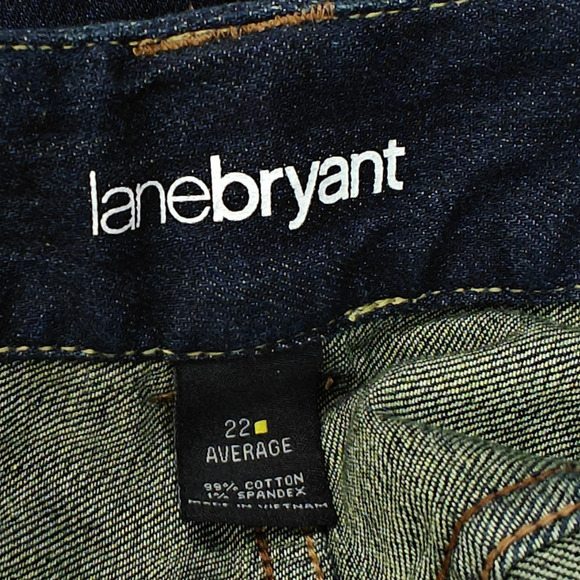 lanebryant
22
AVERAGE
99% COTTON
1% SPANDEX
MADE IN VIETNAM